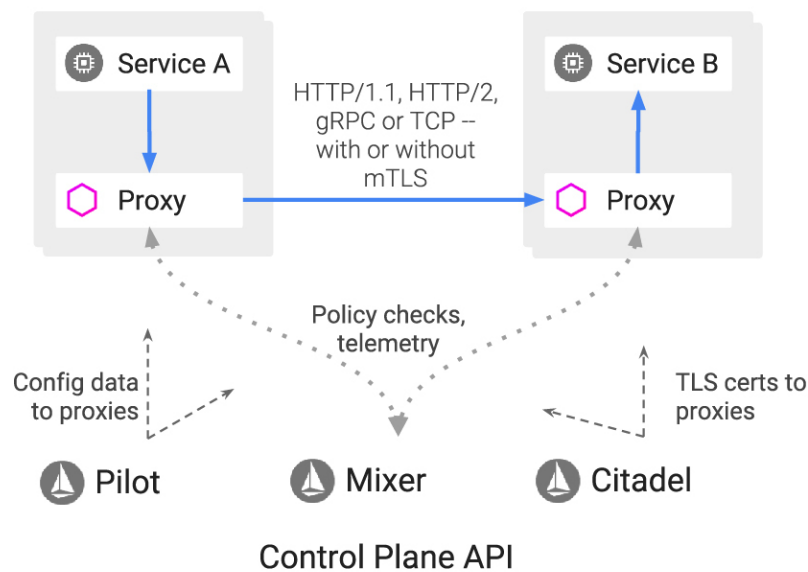 Service A
Service B
HTTP/1.1, HTTP/2,
gRPC or TCP --
with or without
mTLS
Proxy
Proxy
Policy checks,
telemetry
Config data
to proxies
TLS certs to
proxies
Pilot
Mixer
Citadel
Control Plane API